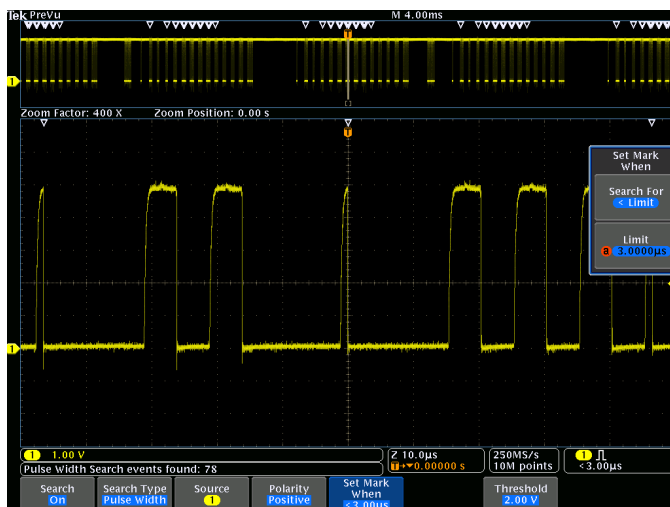 Tek PreVu
M 4.00ms
T
1
Zoom Factor: 400 X
Zoom Position: 0.00 s
T
Set Mark
When
Search For
< Limit
Limit
a 3.0000µs
1
1 1.00 V
Z 10.0µs
T→▼0.00000 s
250MS/s
10M points
1
<3.00µs
Pulse Width Search events found: 78
Search
On
Search Type
Pulse Width
Source
1
Polarity
Positive
Set Mark
When
<3.00µs
Threshold
2.00 V